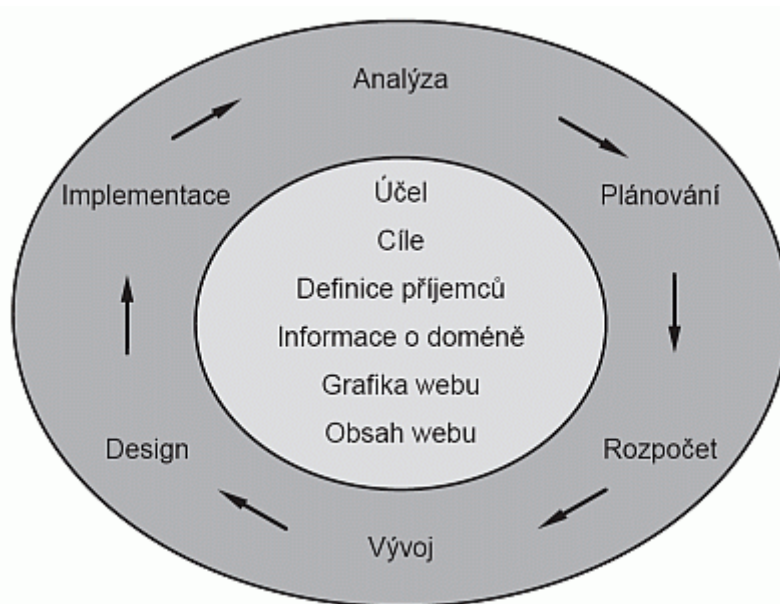 Analýza
Plánování
Rozpočet
Vývoj
Design
Implementace
Účel
Cíle
Definice příjemců
Informace o doméně
Grafika webu
Obsah webu